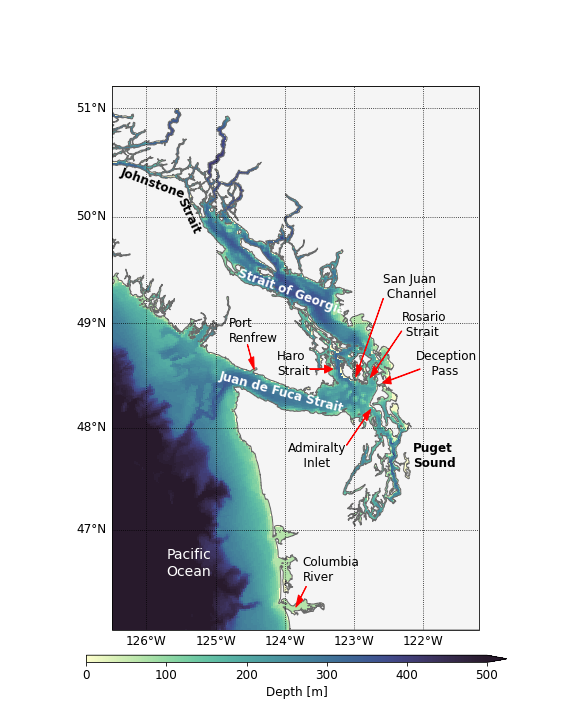 51°N
50°N
49°N
48°N
47°N
Johnstone
Strait
Strait of Georgia
San Juan
Channel
Rosario
Strait
Port
Renfrew
Haro
Strait
Deception
Pass
Juan de Fuca Strait
Admiralty
Inlet
Puget
Sound
Pacific
Ocean
Columbia
River
126°W 125°W 124°W 123°W 122°W
0 100 200 300 400 500
Depth [m]